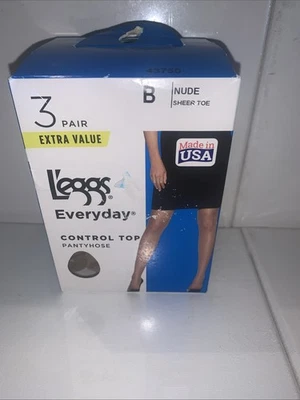 3 PAIR
EXTRA VALUE
B
NUDE
SHEER TOE
Made in
USA
L'eggs®
Everyday®
CONTROL TOP
PANTYHOSE